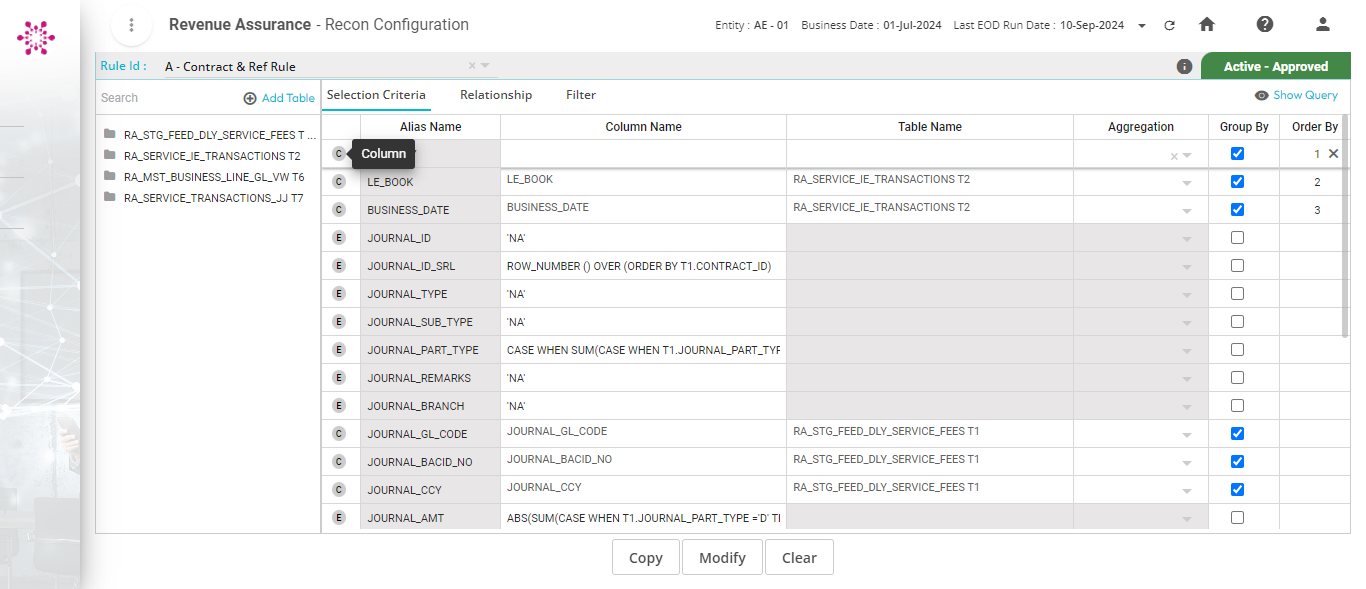 Revenue Assurance - Recon Configuration
Entity : AE - 01 Business Date : 01-Jul-2024 Last EOD Run Date : 10-Sep-2024
Rule Id : A - Contract & Ref Rule
Active - Approved
Search Add Table
Selection Criteria Relationship Filter
Show Query
RA_STG_FEED_DLY_SERVICE_FEES T ...
RA_SERVICE_IE_TRANSACTIONS T2
RA_MST_BUSINESS_LINE_GL_VW T6
RA_SERVICE_TRANSACTIONS_JJ T7
Alias Name Column Name Table Name Aggregation Group By Order By
C Column 1
C LE_BOOK LE_BOOK RA_SERVICE_IE_TRANSACTIONS T2 2
C BUSINESS_DATE BUSINESS_DATE RA_SERVICE_IE_TRANSACTIONS T2 3
E JOURNAL_ID 'NA'
E JOURNAL_ID_SRL ROW_NUMBER () OVER (ORDER BY T1.CONTRACT_ID)
E JOURNAL_TYPE 'NA'
E JOURNAL_SUB_TYPE 'NA'
E JOURNAL_PART_TYPE CASE WHEN SUM(CASE WHEN T1.JOURNAL_PART_TYP
E JOURNAL_REMARKS 'NA'
E JOURNAL_BRANCH 'NA'
C JOURNAL_GL_CODE JOURNAL_GL_CODE RA_STG_FEED_DLY_SERVICE_FEES T1
C JOURNAL_BACID_NO JOURNAL_BACID_NO RA_STG_FEED_DLY_SERVICE_FEES T1
C JOURNAL_CCY JOURNAL_CCY RA_STG_FEED_DLY_SERVICE_FEES T1
E JOURNAL_AMT ABS(SUM(CASE WHEN T1.JOURNAL_PART_TYPE ='D' TI
Copy Modify Clear